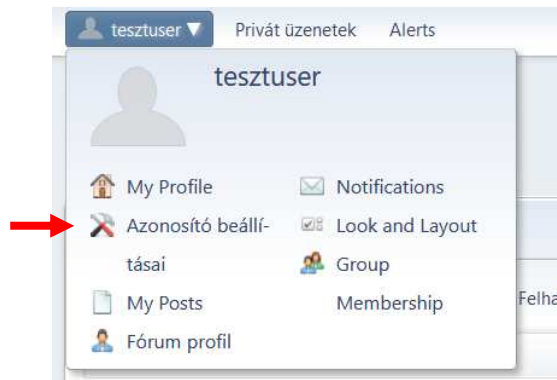 tesztuser ▼ Privát üzenetek Alerts
tesztuser
My Profile
Azonosító beállí-
tásai
My Posts
Fórum profil
Notifications
Look and Layout
Group
Membership
Felha